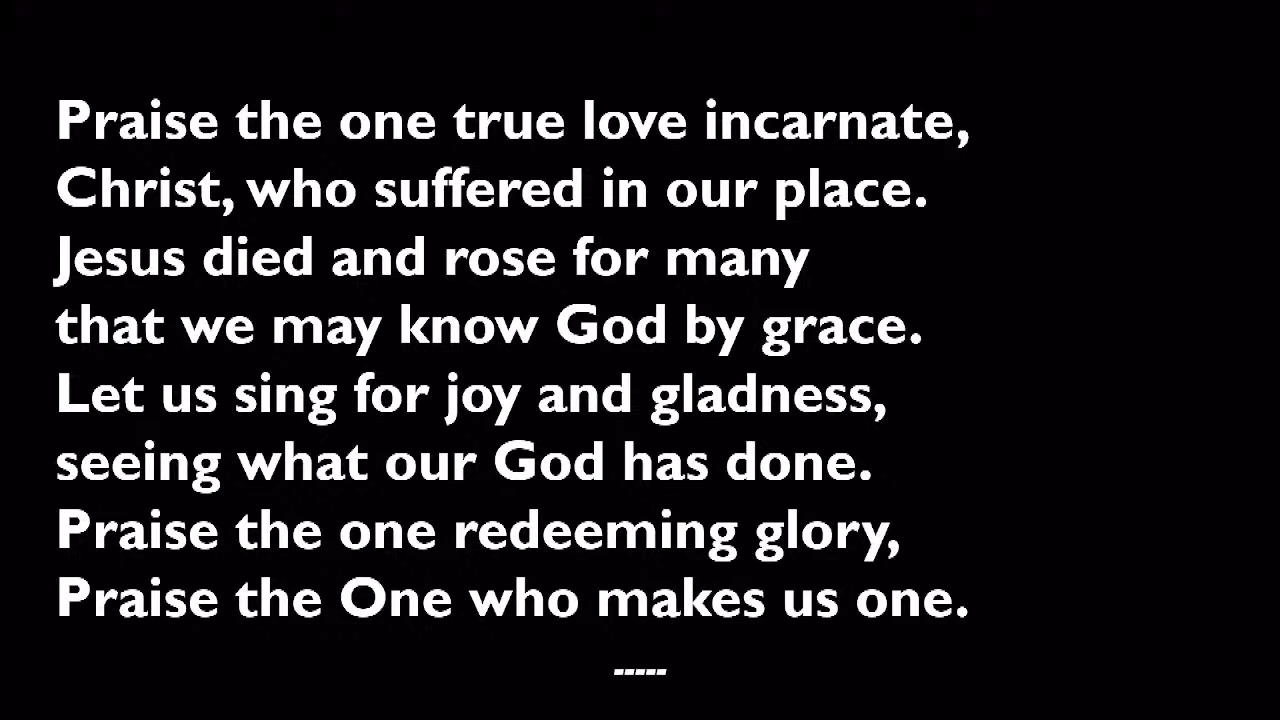 Praise the one true love incarnate,
Christ, who suffered in our place.
Jesus died and rose for many
that we may know God by grace.
Let us sing for joy and gladness,
seeing what our God has done.
Praise the one redeeming glory,
Praise the One who makes us one.
-----